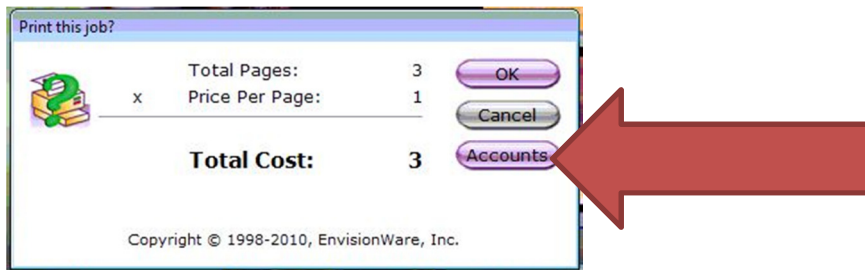 Print this job?
Total Pages: 3
OK
x Price Per Page: 1
Cancel
Total Cost: 3
Accounts
Copyright © 1998-2010, EnvisionWare, Inc.